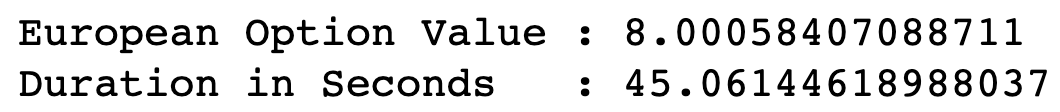 European Option Value : 8.00058407088711
Duration in Seconds   : 45.06144618988037